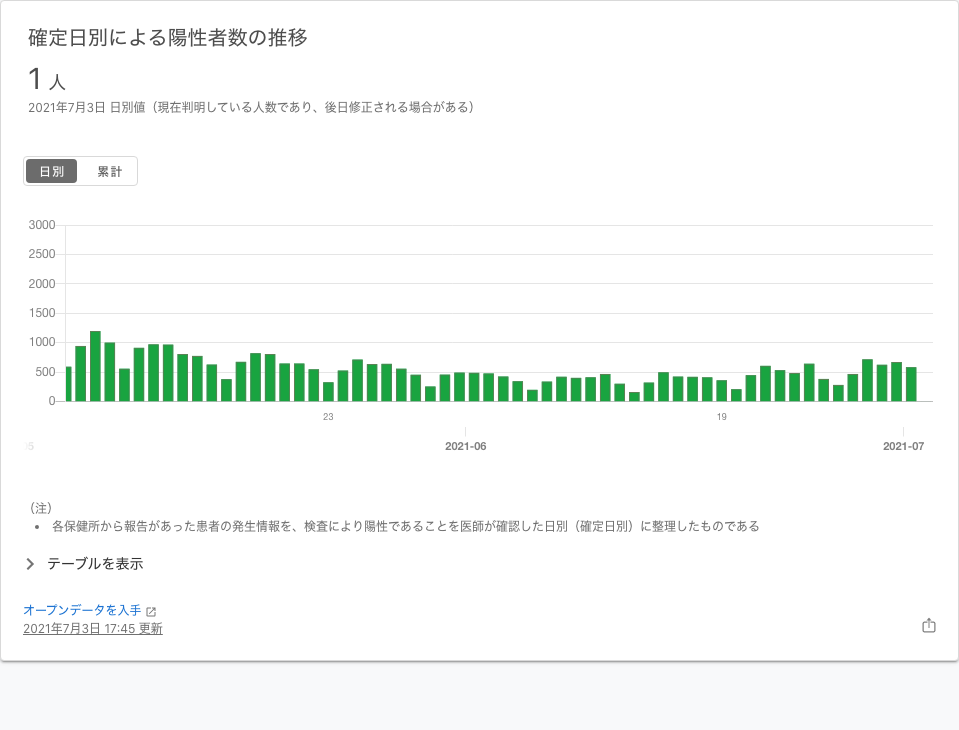 確定日別による陽性者数の推移
1 人
2021年7月3日 日別値（現在判明している人数であり、後日修正される場合がある）
日別 累計
3000
2500
2000
1500
1000
500
0
23 19
2021-06 2021-07
（注）
• 各保健所から報告があった患者の発生情報を、検査により陽性であることを医師が確認した日別（確定日別）に整理したものである
テーブルを表示
オープンデータを入手
2021年7月3日 17:45 更新